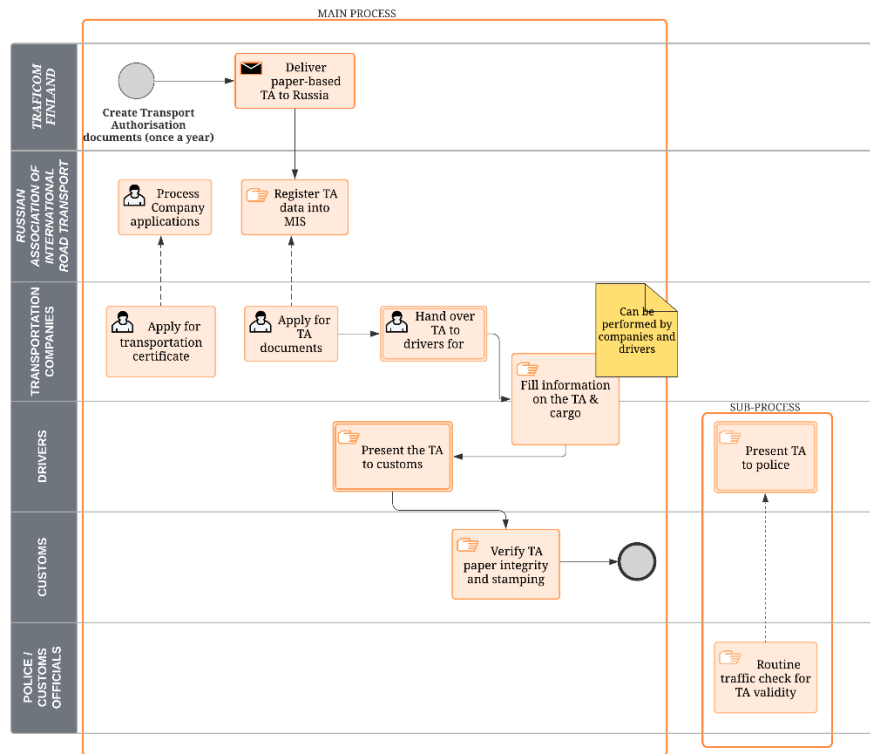 MAIN PROCESS
TRAFICOM
FINLAND
Deliver
paper-based
TA to Russia
Create Transport
Authorisation
documents (once a year)
RUSSIAN
ASSOCIATION OF
INTERNATIONAL
ROAD TRANSPORT
Process
Company
applications
Register TA
data into
MIS
TRANSPORTATION
COMPANIES
Apply for
transportation
certificate
Apply for
TA
documents
Hand over
TA to
drivers for
Can be
performed by
companies and
drivers
Fill information
on the TA &
cargo
SUB-PROCESS
DRIVERS
Present the TA
to customs
Present TA
to police
CUSTOMS
Verify TA
paper integrity
and stamping
POLICE /
CUSTOMS
OFFICIALS
Routine
traffic check for
TA validity